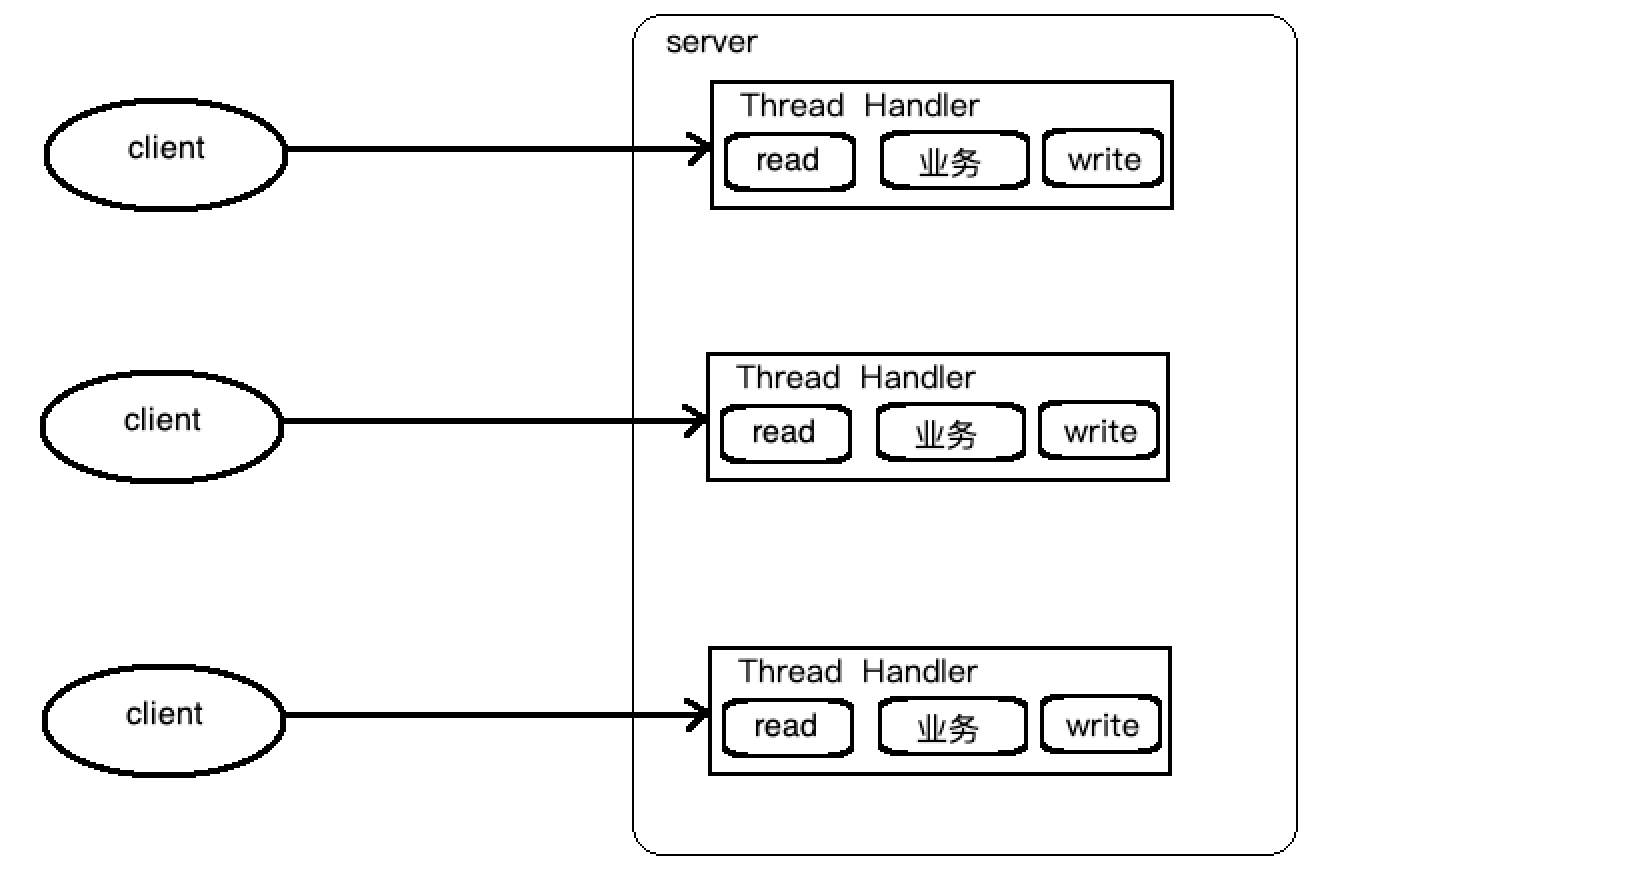 server
client
Thread Handler
read 业务 write
client
Thread Handler
read 业务 write
client
Thread Handler
read 业务 write